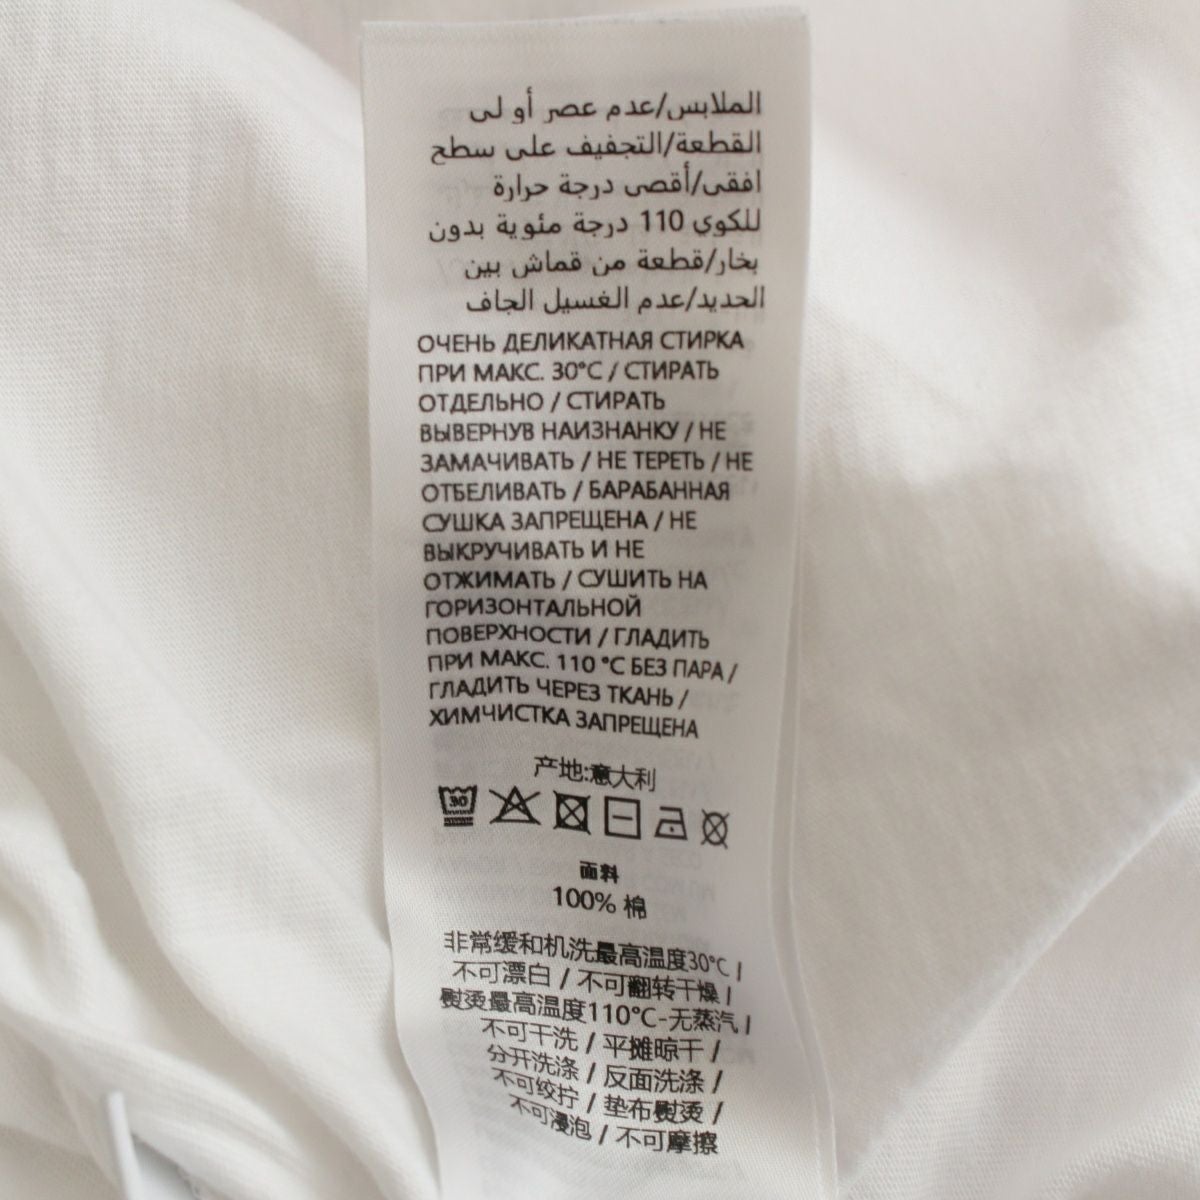 الملابس/عدم عصر أو لى
القطعة/التجفيف على سطح
افقى/أقصى درجة حرارة
للكوي 110 درجة مئوية بدون
بخار/قطعة من قماش بين
الحديد/عدم الغسيل الجاف
ОЧЕНЬ ДЕЛИКАТНАЯ СТИРКА
ПРИ МАКС. 30°C / СТИРАТЬ
ОТДЕЛЬНО / СТИРАТЬ
ВЫВЕРНУВ НАИЗНАНКУ / НЕ
ЗАМАЧИВАТЬ / НЕ ТЕРЕТЬ / НЕ
ОТБЕЛИВАТЬ / БАРАБАННАЯ
СУШКА ЗАПРЕЩЕНА / НЕ
ВЫКРУЧИВАТЬ И НЕ
ОТЖИМАТЬ / СУШИТЬ НА
ГОРИЗОНТАЛЬНОЙ
ПОВЕРХНОСТИ / ГЛАДИТЬ
ПРИ МАКС. 110 °C БЕЗ ПАРА /
ГЛАДИТЬ ЧЕРЕЗ ТКАНЬ /
ХИМЧИСТКА ЗАПРЕЩЕНА
产地:意大利
30
面料
100% 棉
非常缓和机洗最高温度30°C /
不可漂白 / 不可翻转干燥 /
熨烫最高温度110°C-无蒸汽 /
不可干洗 / 平摊晾干 /
分开洗涤 / 反面洗涤 /
不可绞拧 / 垫布熨烫 /
不可浸泡 / 不可摩擦